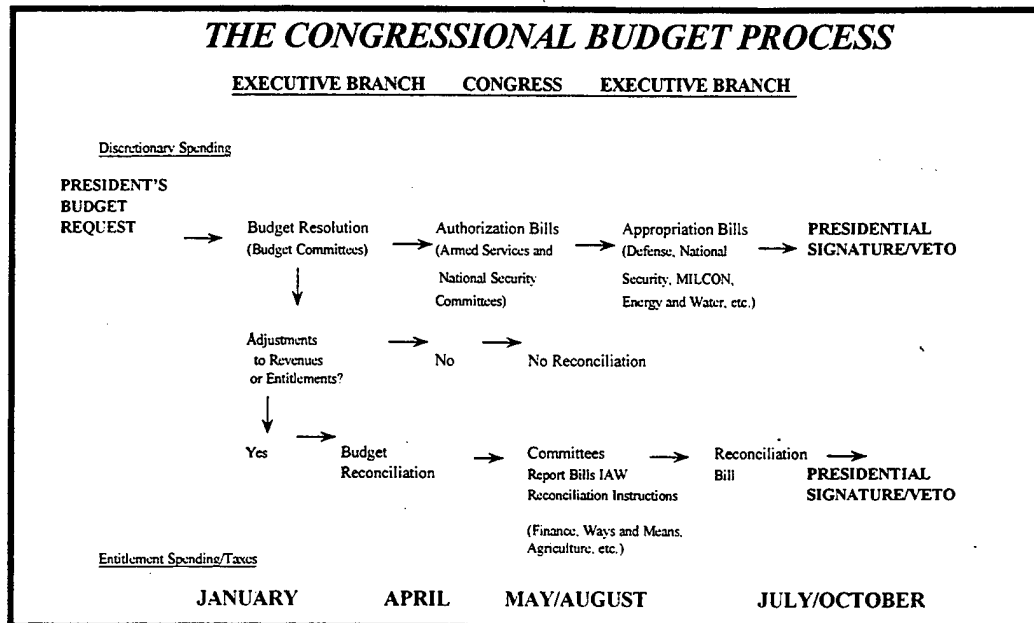 THE CONGRESSIONAL BUDGET PROCESS
EXECUTIVE BRANCH CONGRESS EXECUTIVE BRANCH
Discretionary Spending
PRESIDENT'S
BUDGET
REQUEST
Budget Resolution
(Budget Committees)
Authorization Bills
(Armed Services and
National Security
Committees)
Appropriation Bills
(Defense, National
Security, MILCON,
Energy and Water, etc.)
PRESIDENTIAL
SIGNATURE/VETO
Adjustments
to Revenues
or Entitlements?
No
No Reconciliation
Yes
Budget
Reconciliation
Committees
Report Bills IAW
Reconciliation Instructions
(Finance, Ways and Means,
Agriculture, etc.)
Reconciliation
Bill
PRESIDENTIAL
SIGNATURE/VETO
Entitlement Spending/Taxes
JANUARY APRIL MAY/AUGUST JULY/OCTOBER